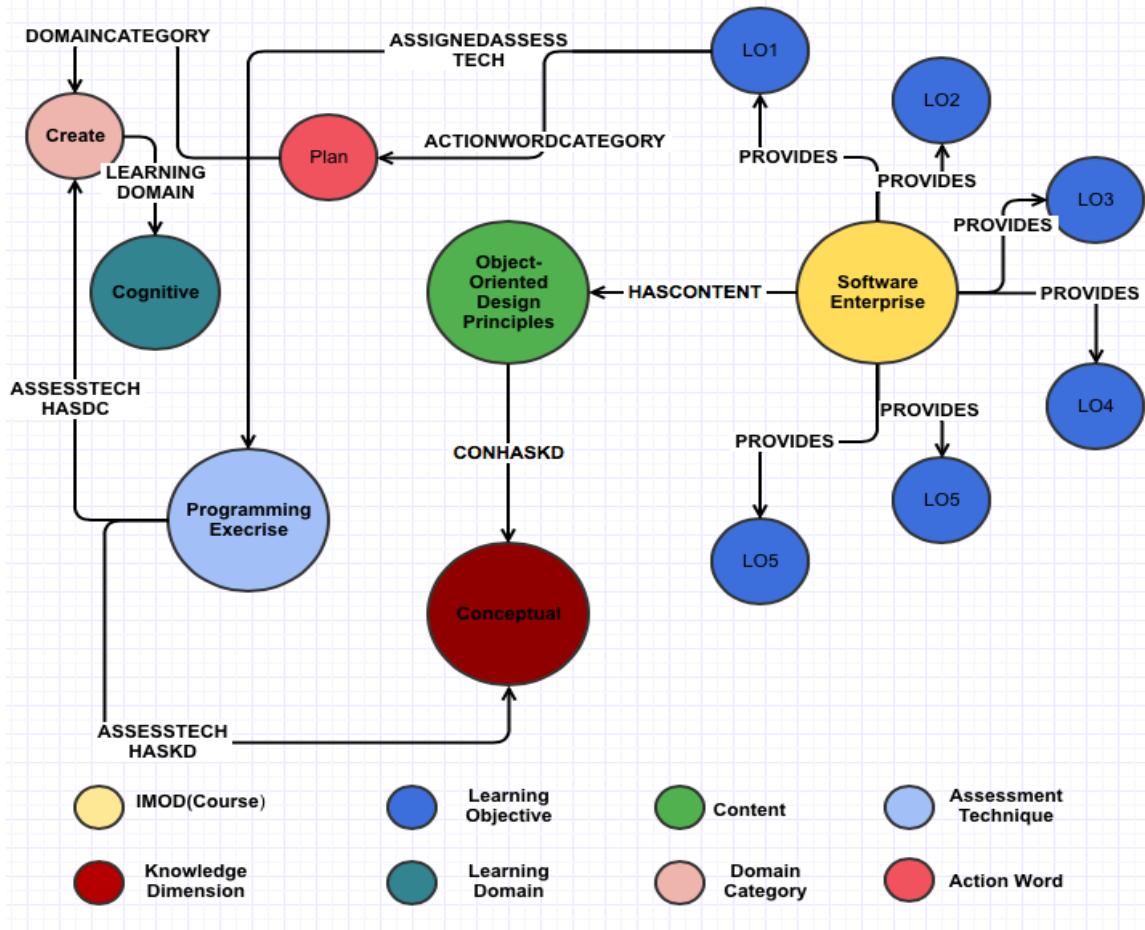 DOMAINCATEGORY
ASSIGNEDASSESS
TECH
LO1
LO2
Create
Plan
ACTIONWORDCATEGORY
PROVIDES
PROVIDES
LEARNING
DOMAIN
LO3
PROVIDES
Cognitive
Object-
Oriented
Design
Principles
HASCONTENT
Software
Enterprise
PROVIDES
ASSESSTECH
HASDC
LO4
PROVIDES
PROVIDES
CONHASKD
Programming
Execrise
LO5
LO5
Conceptual
ASSESSTECH
HASKD
IMOD(Course)
Learning
Objective
Content
Assessment
Technique
Knowledge
Dimension
Learning
Domain
Domain
Category
Action Word